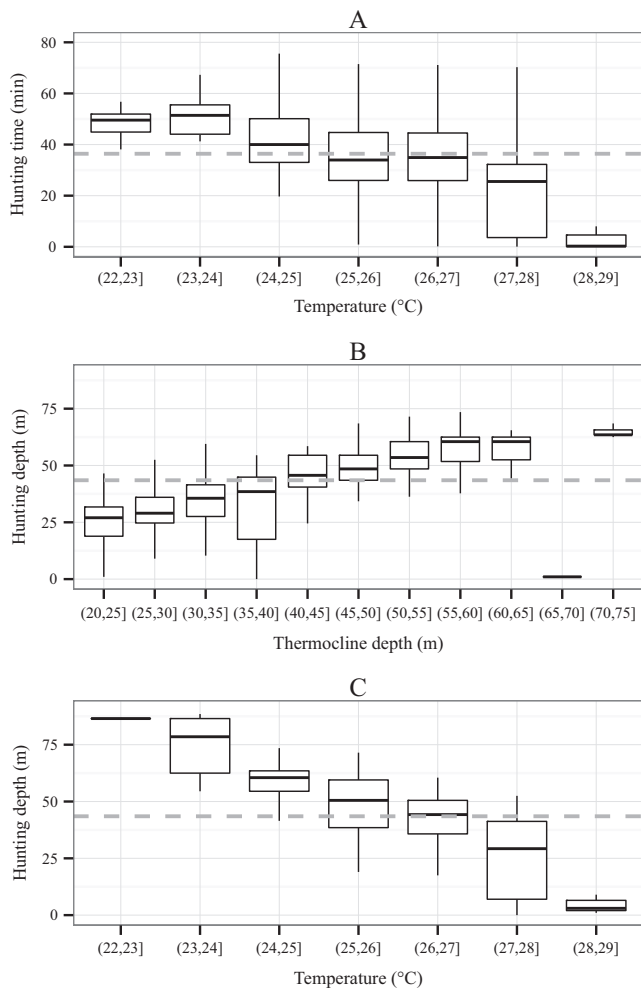 A
80
60
40
20
0
Hunting time (min)
(22,23] (23,24] (24,25] (25,26] (26,27] (27,28] (28,29]
Temperature (°C)
B
75
50
25
0
Hunting depth (m)
(20,25] (25,30] (30,35] (35,40] (40,45] (45,50] (50,55] (55,60] (60,65] (65,70] (70,75]
Thermocline depth (m)
C
75
50
25
0
Hunting depth (m)
(22,23] (23,24] (24,25] (25,26] (26,27] (27,28] (28,29]
Temperature (°C)